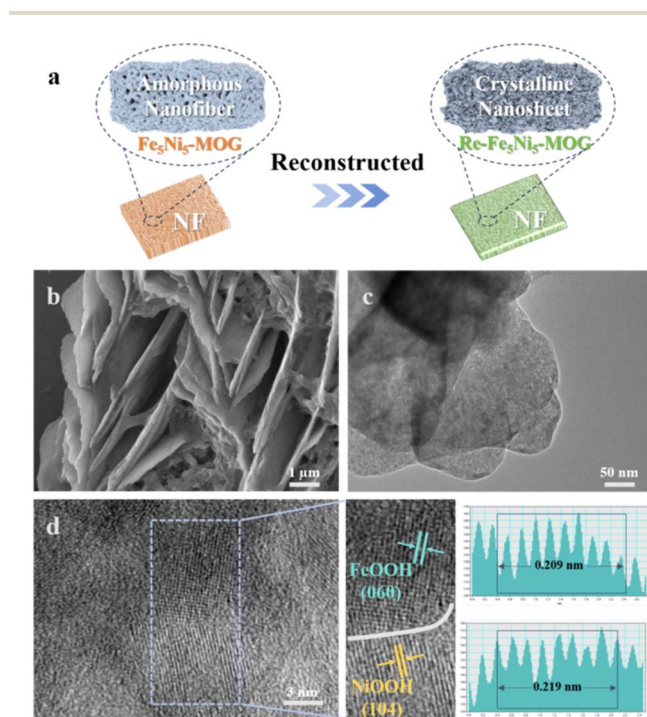 a
Amorphous
Nanofiber
Fe₅Ni₅-MOG
NF
Reconstructed
Crystalline
Nanosheet
Re-Fe₅Ni₅-MOG
NF
b
1 µm
c
50 nm
d
3 nm
FeOOH
(060)
NiOOH
(104)
0.209 nm
0.219 nm